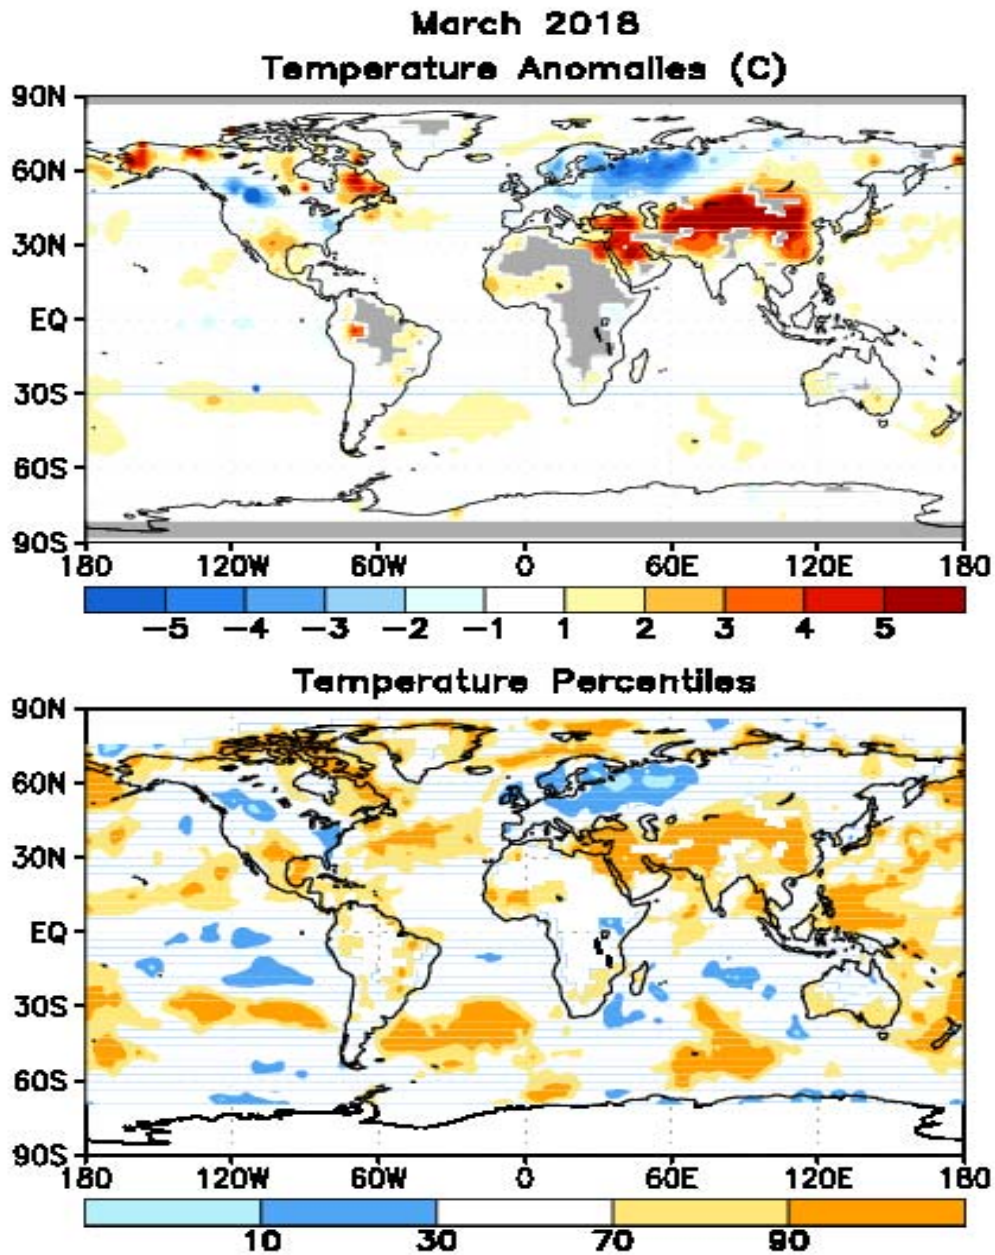 March 2018
Temperature Anomalies (C)
90N
60N
30N
EQ
30S
60S
90S
180 120W 60W 0 60E 120E 180
−5 −4 −3 −2 −1 1 2 3 4 5
Temperature Percentiles
90N
60N
30N
EQ
30S
60S
90S
180 120W 60W 0 60E 120E 180
10 30 70 90